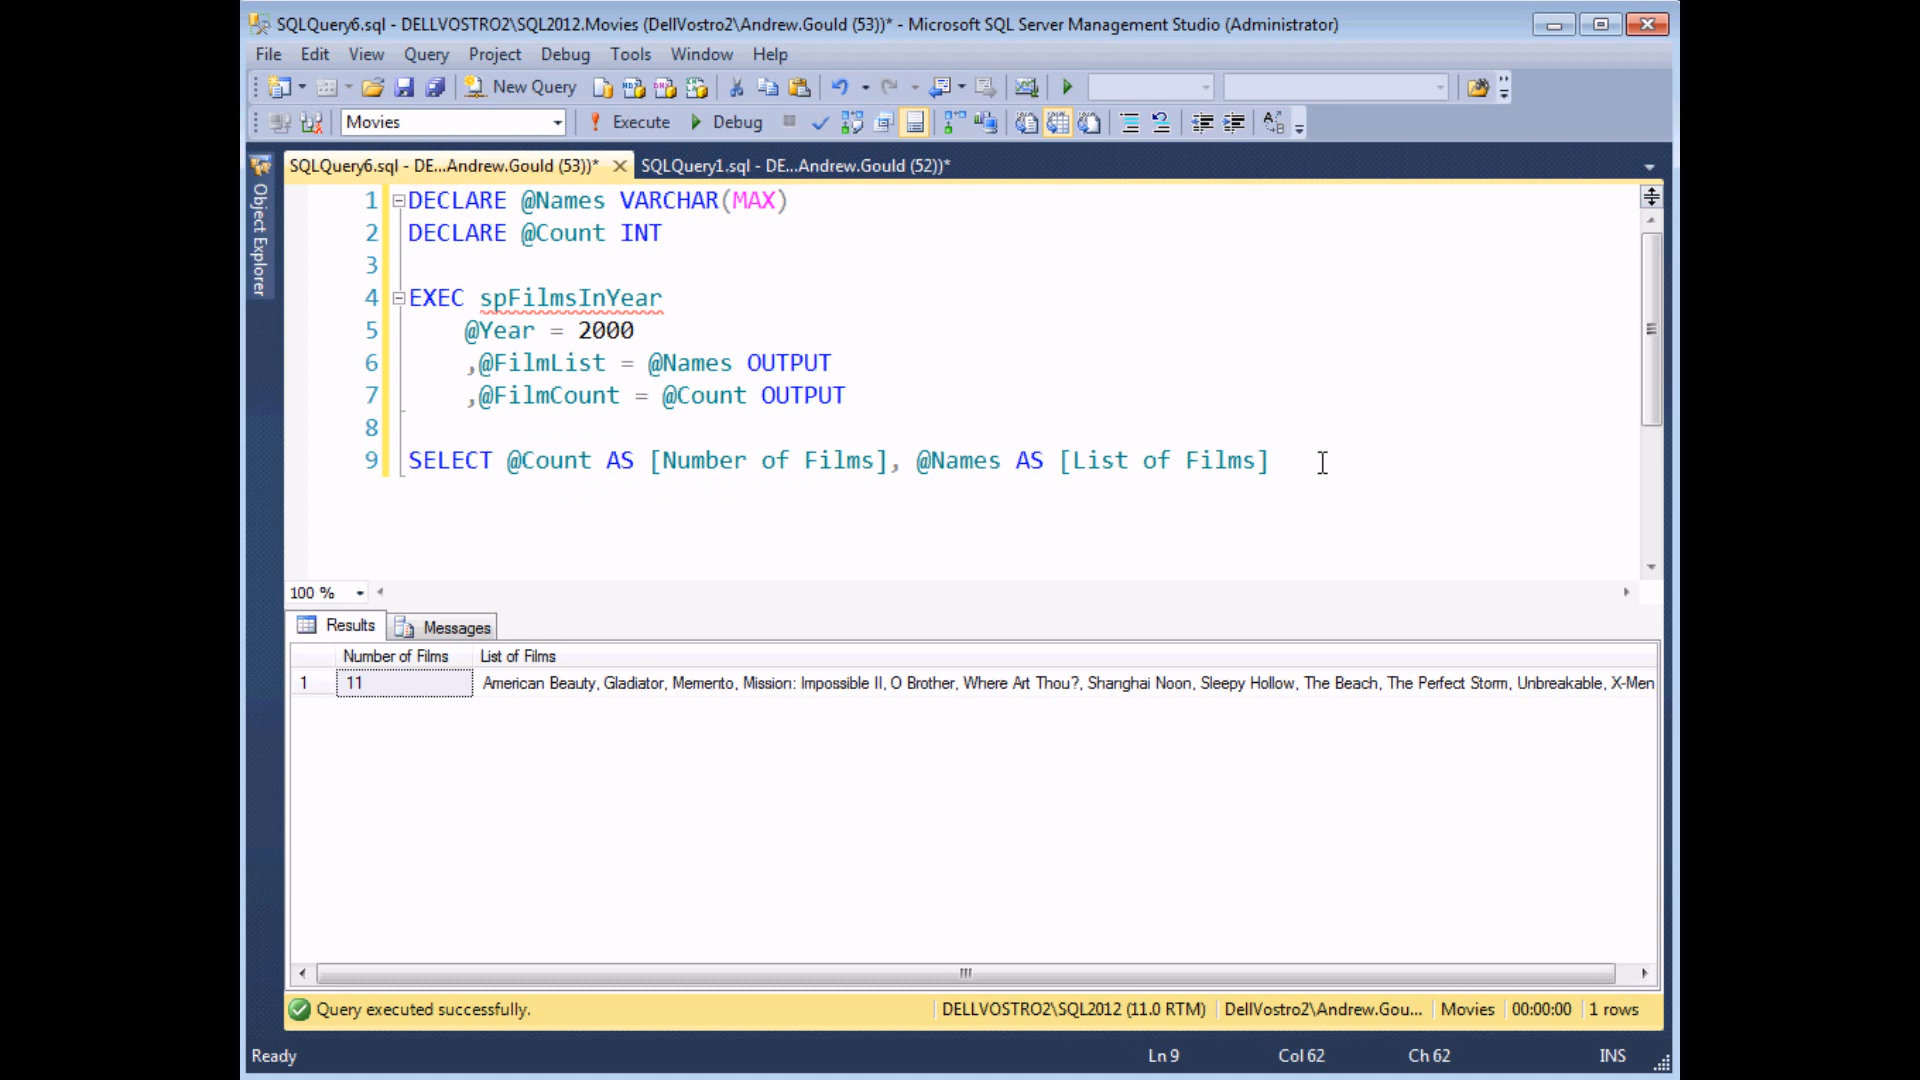 SQLQuery6.sql - DELLVOSTRO2\SQL2012.Movies (DellVostro2\Andrew.Gould (53))* - Microsoft SQL Server Management Studio (Administrator)
File Edit View Query Project Debug Tools Window Help
New Query
Movies Execute Debug
SQLQuery6.sql - DE...Andrew.Gould (53))* SQLQuery1.sql - DE...Andrew.Gould (52))*
Object Explorer
1 DECLARE @Names VARCHAR(MAX)
2 DECLARE @Count INT
3
4 EXEC spFilmsInYear
5 @Year = 2000
6 ,@FilmList = @Names OUTPUT
7 ,@FilmCount = @Count OUTPUT
8
9 SELECT @Count AS [Number of Films], @Names AS [List of Films]
100 %
Results Messages
Number of Films List of Films
1 11 American Beauty, Gladiator, Memento, Mission: Impossible II, O Brother, Where Art Thou?, Shanghai Noon, Sleepy Hollow, The Beach, The Perfect Storm, Unbreakable, X-Men
Query executed successfully. DELLVOSTRO2\SQL2012 (11.0 RTM) DellVostro2\Andrew.Gou... Movies 00:00:00 1 rows
Ready Ln 9 Col 62 Ch 62 INS